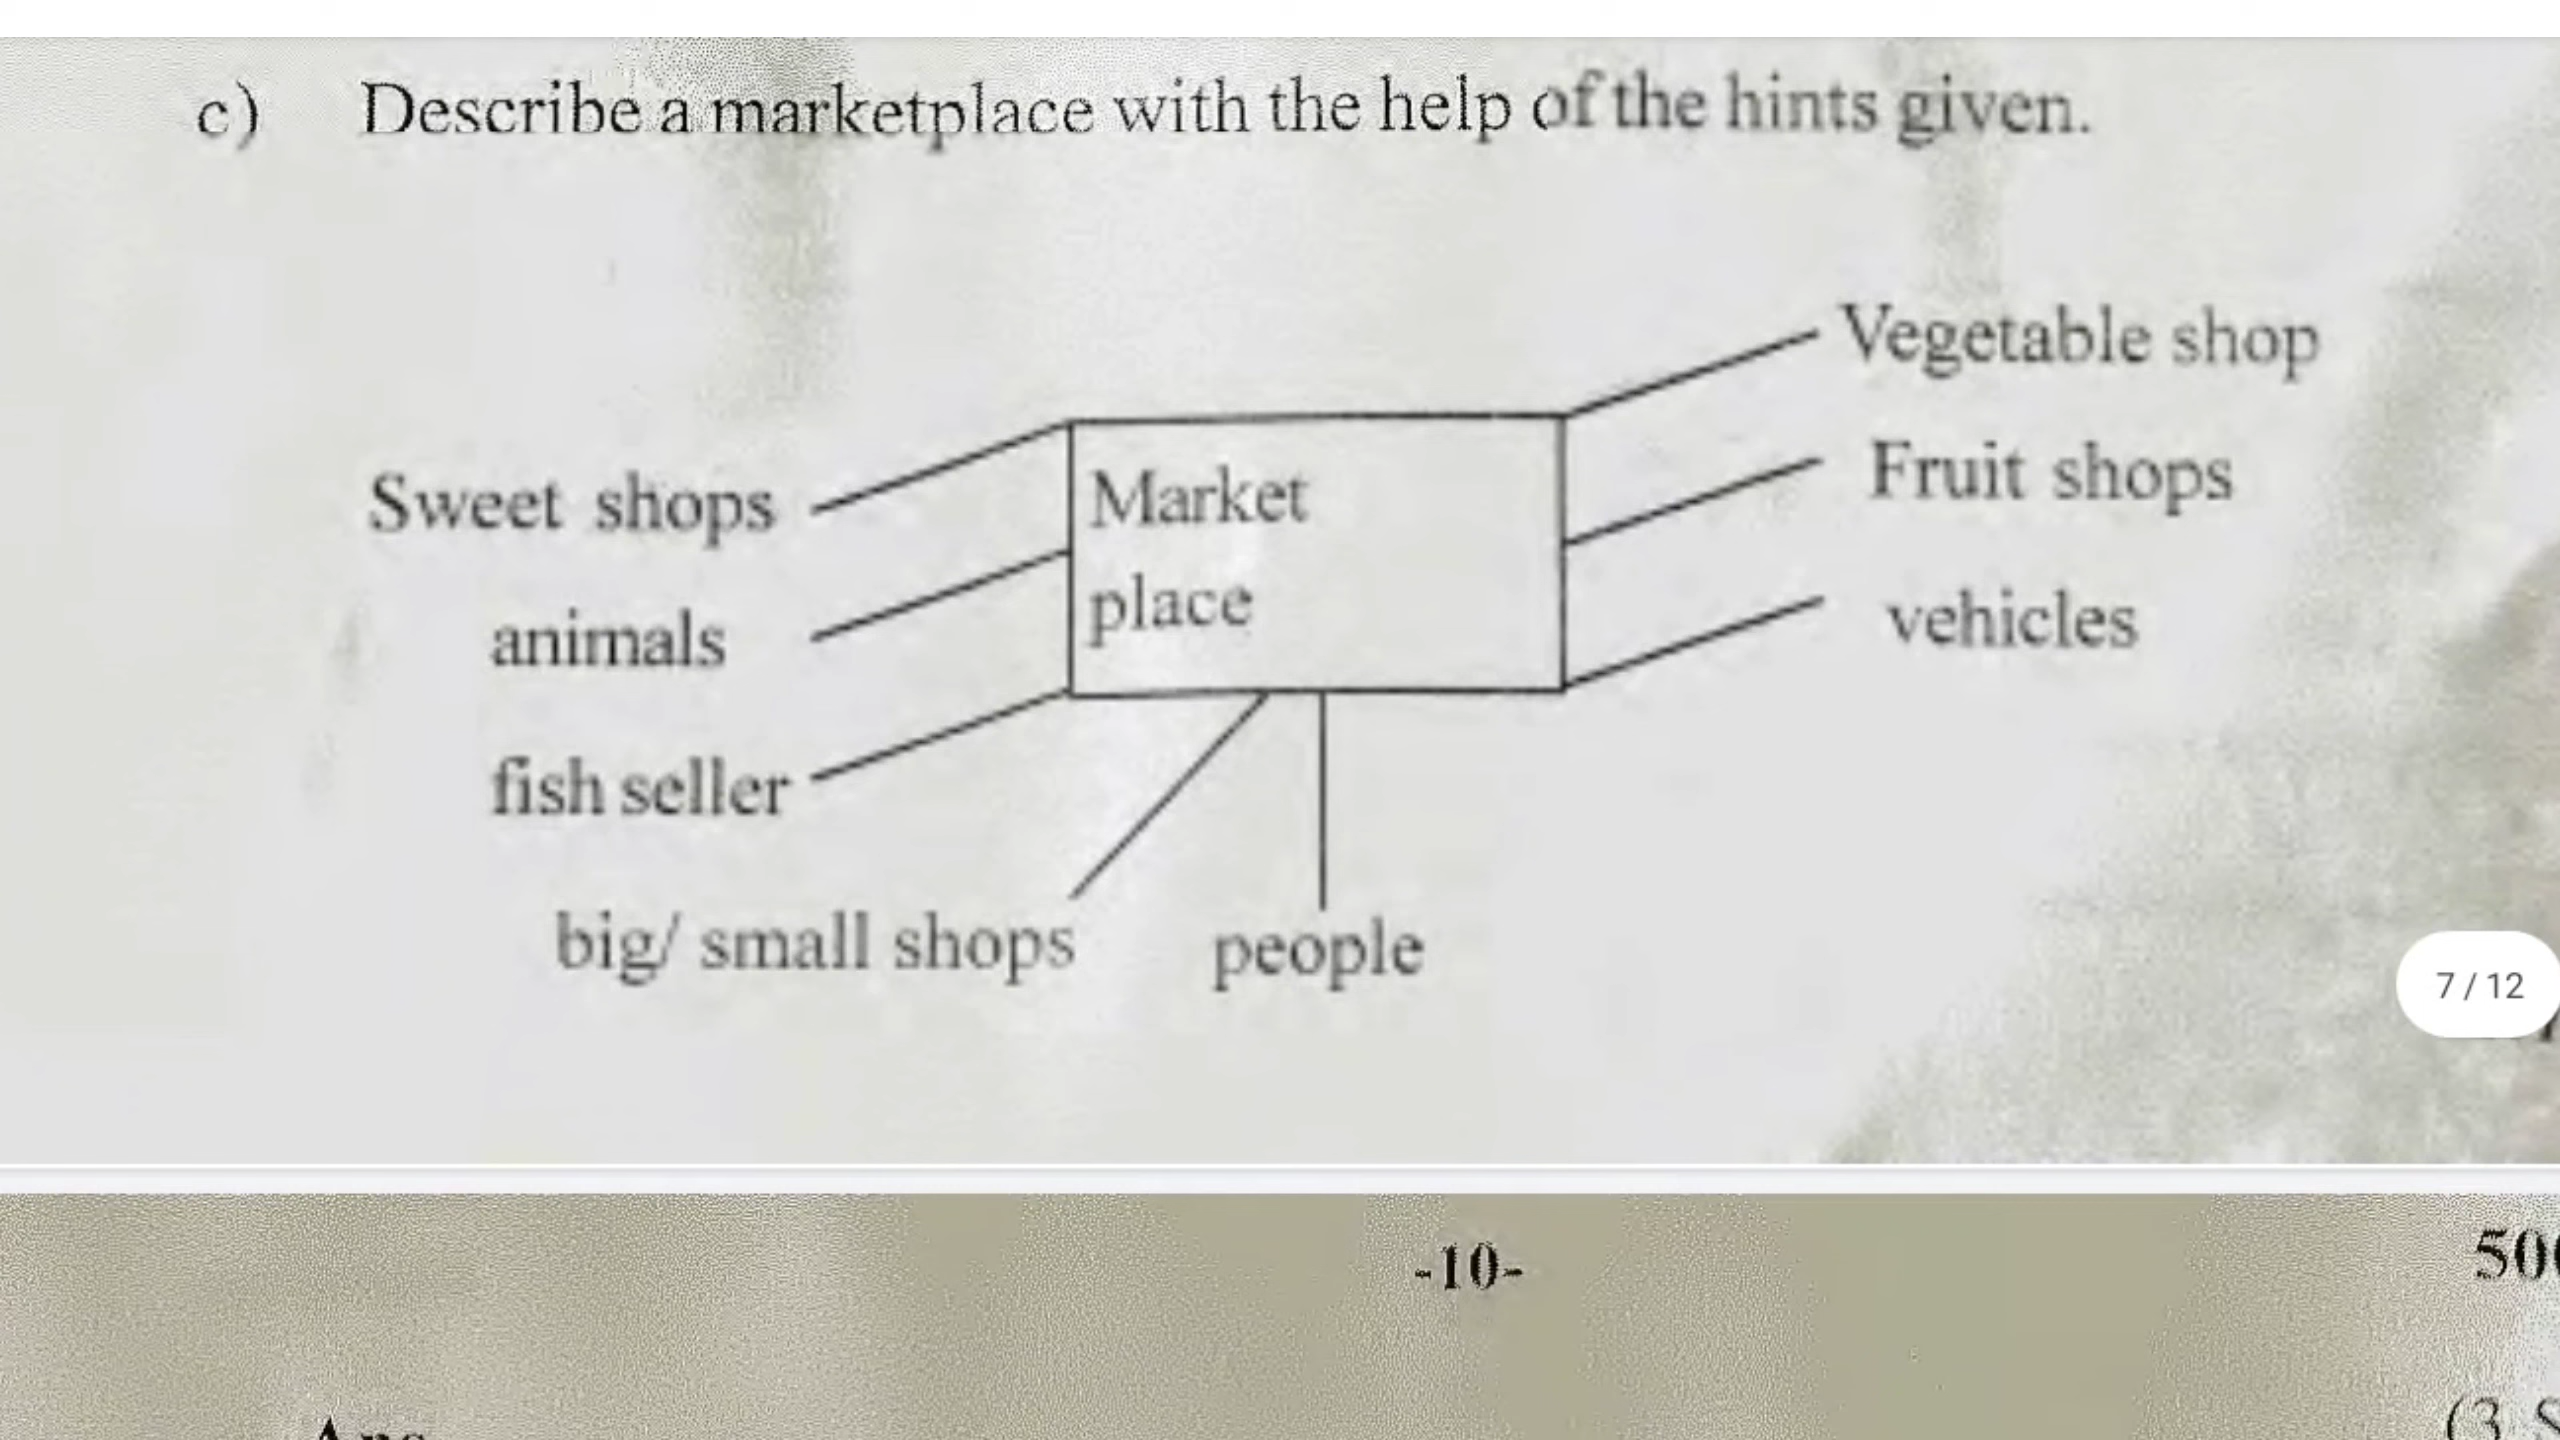 c) Describe a marketplace with the help of the hints given.
Vegetable shop
Sweet shops
Market
place
Fruit shops
animals
vehicles
fish seller
big/ small shops
people
7 / 12
-10-